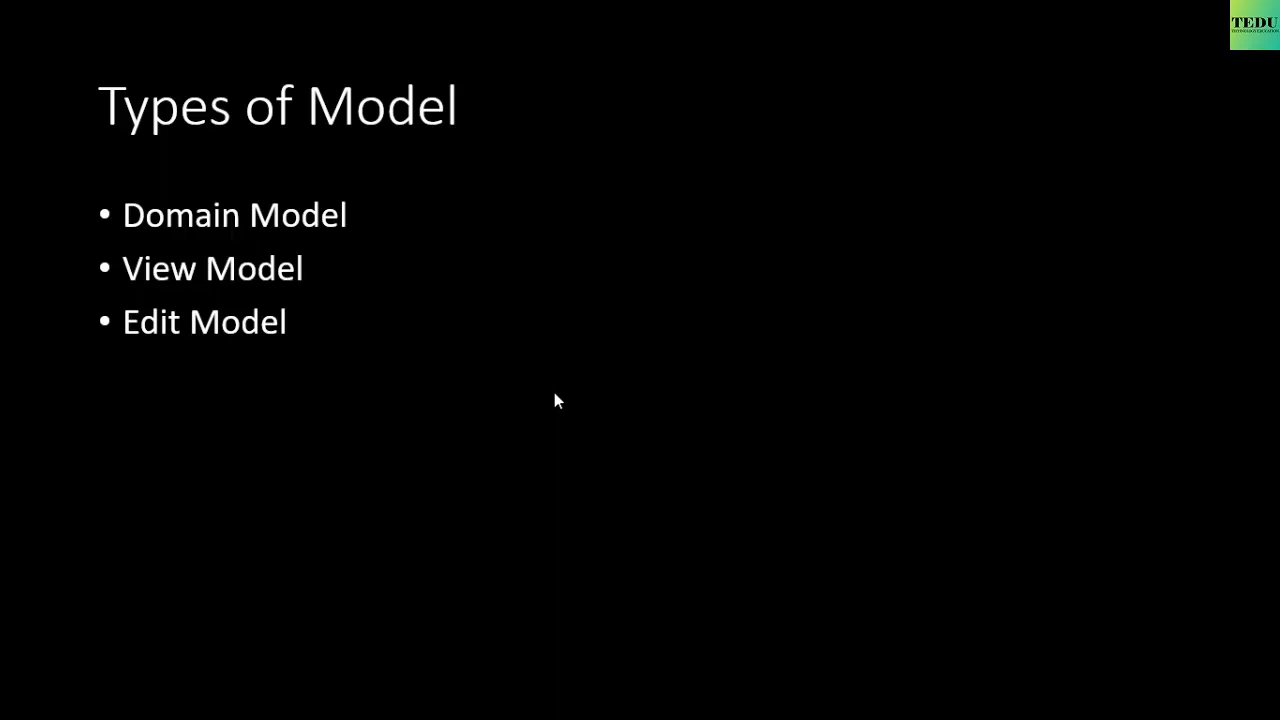 TEDU
Types of Model
• Domain Model
• View Model
• Edit Model